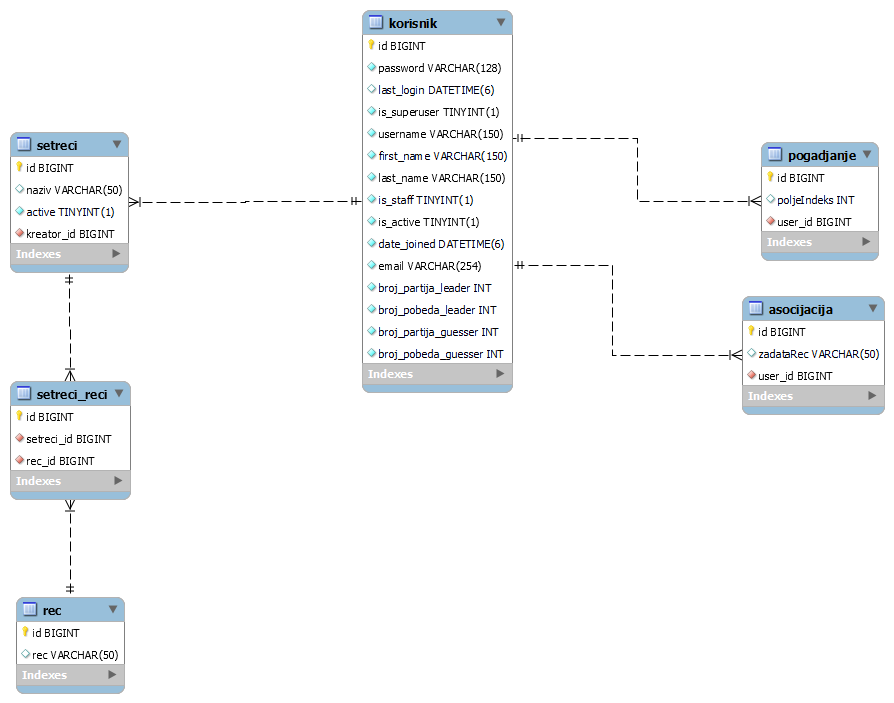 korisnik
id BIGINT
password VARCHAR(128)
last_login DATETIME(6)
is_superuser TINYINT(1)
username VARCHAR(150)
first_name VARCHAR(150)
last_name VARCHAR(150)
is_staff TINYINT(1)
is_active TINYINT(1)
date_joined DATETIME(6)
email VARCHAR(254)
broj_partija_leader INT
broj_pobeda_leader INT
broj_partija_guesser INT
broj_pobeda_guesser INT
Indexes
setreci
id BIGINT
naziv VARCHAR(50)
active TINYINT(1)
kreator_id BIGINT
Indexes
pogadjanje
id BIGINT
poljeIndeks INT
user_id BIGINT
Indexes
asocijacija
id BIGINT
zadataRec VARCHAR(50)
user_id BIGINT
Indexes
setreci_reci
id BIGINT
setreci_id BIGINT
rec_id BIGINT
Indexes
rec
id BIGINT
rec VARCHAR(50)
Indexes